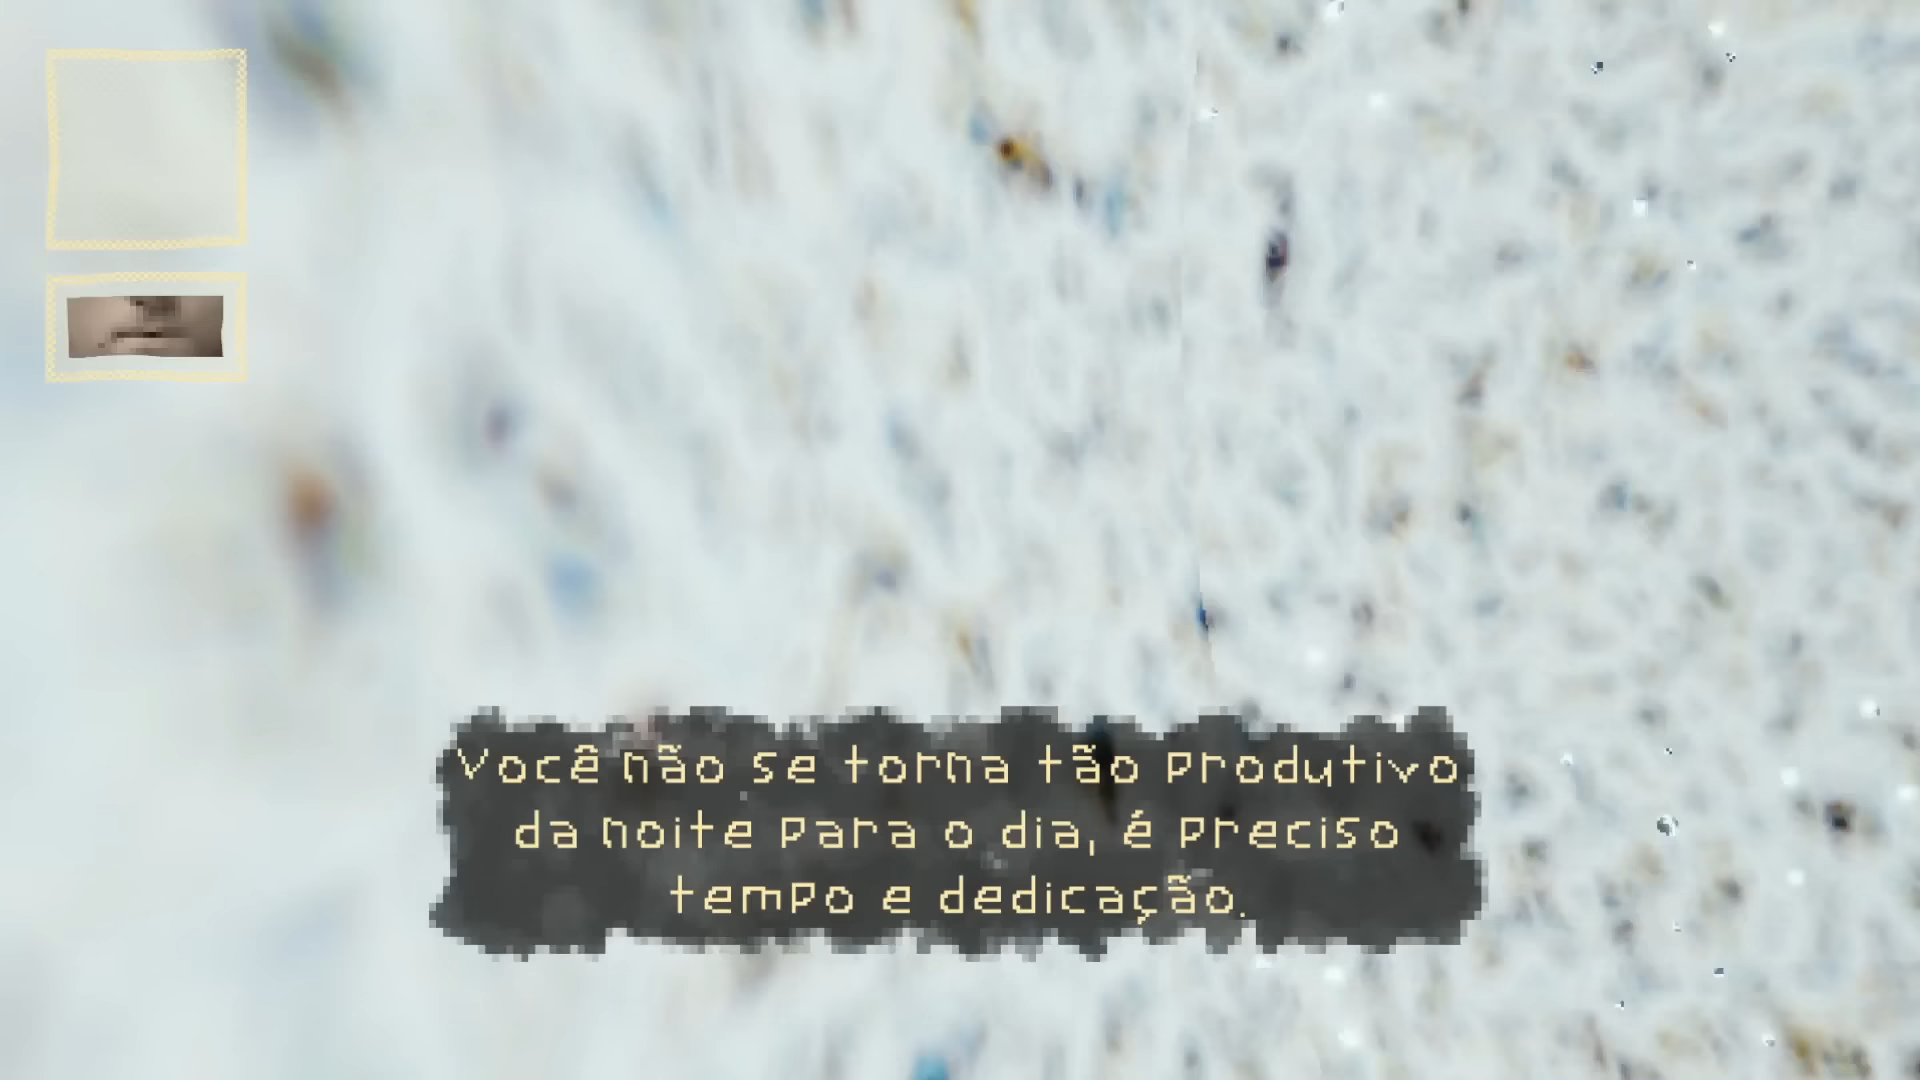 Você não se torna tão produtivo
da noite para o dia, é preciso
tempo e dedicação.